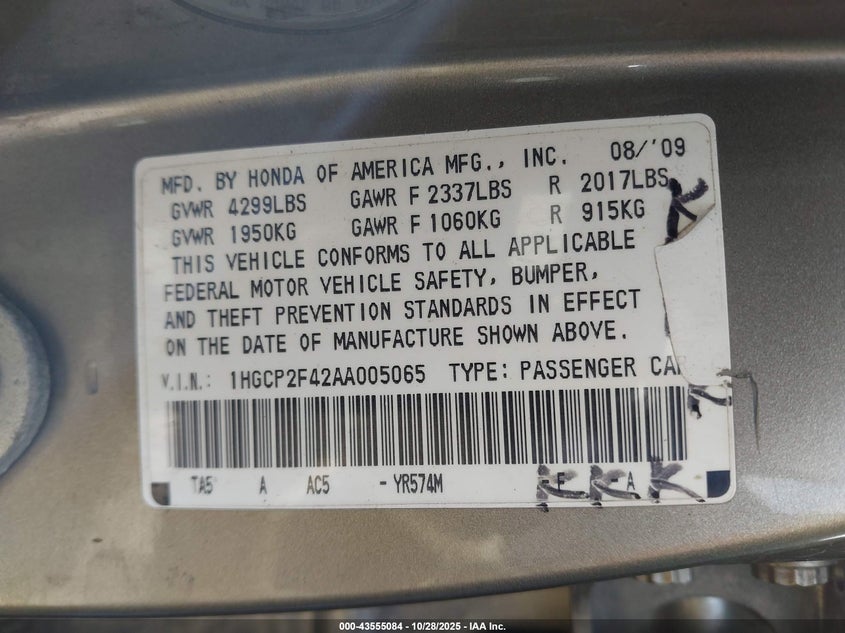 MFD. BY HONDA OF AMERICA MFG., INC. 08/'09
GVWR 4299LBS GAWR F 2337LBS R 2017LBS
GVWR 1950KG GAWR F 1060KG R 915KG
THIS VEHICLE CONFORMS TO ALL APPLICABLE
FEDERAL MOTOR VEHICLE SAFETY, BUMPER,
AND THEFT PREVENTION STANDARDS IN EFFECT
ON THE DATE OF MANUFACTURE SHOWN ABOVE.
V.I.N.: 1HGCP2F42AA005065 TYPE: PASSENGER CAR
TA5 A AC5 -YR574M -F -A
000-43555084 - 10/28/2025 - IAA Inc.